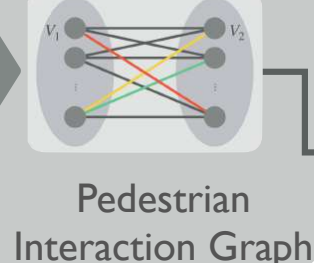 V1 V2
⋮ ⋮
Pedestrian
Interaction Graph